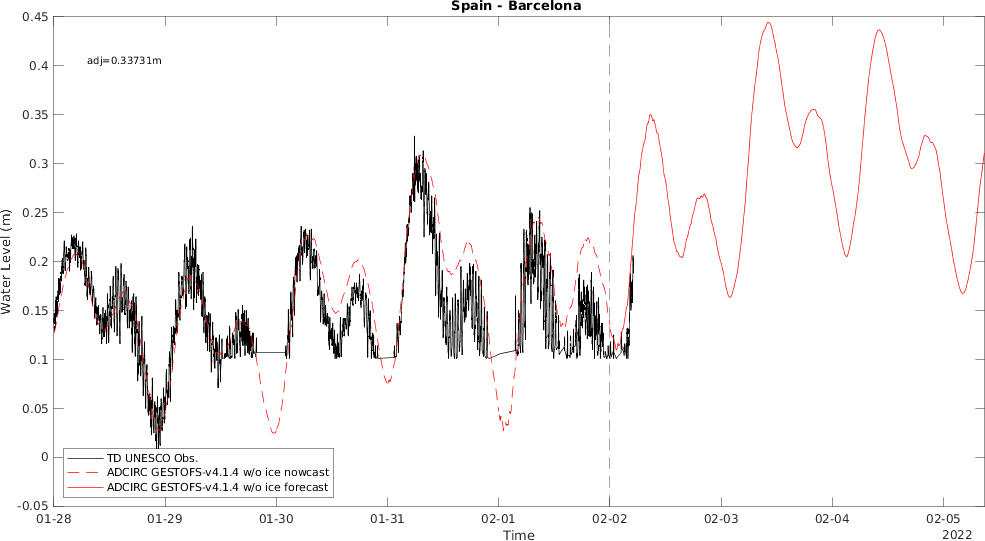 Spain - Barcelona
adj=0.33731m
Water Level (m)
0.45
0.4
0.35
0.3
0.25
0.2
0.15
0.1
0.05
0
-0.05
TD UNESCO Obs.
ADCIRC GESTOFS-v4.1.4 w/o ice nowcast
ADCIRC GESTOFS-v4.1.4 w/o ice forecast
01-28 01-29 01-30 01-31 02-01 02-02 02-03 02-04 02-05
Time
2022